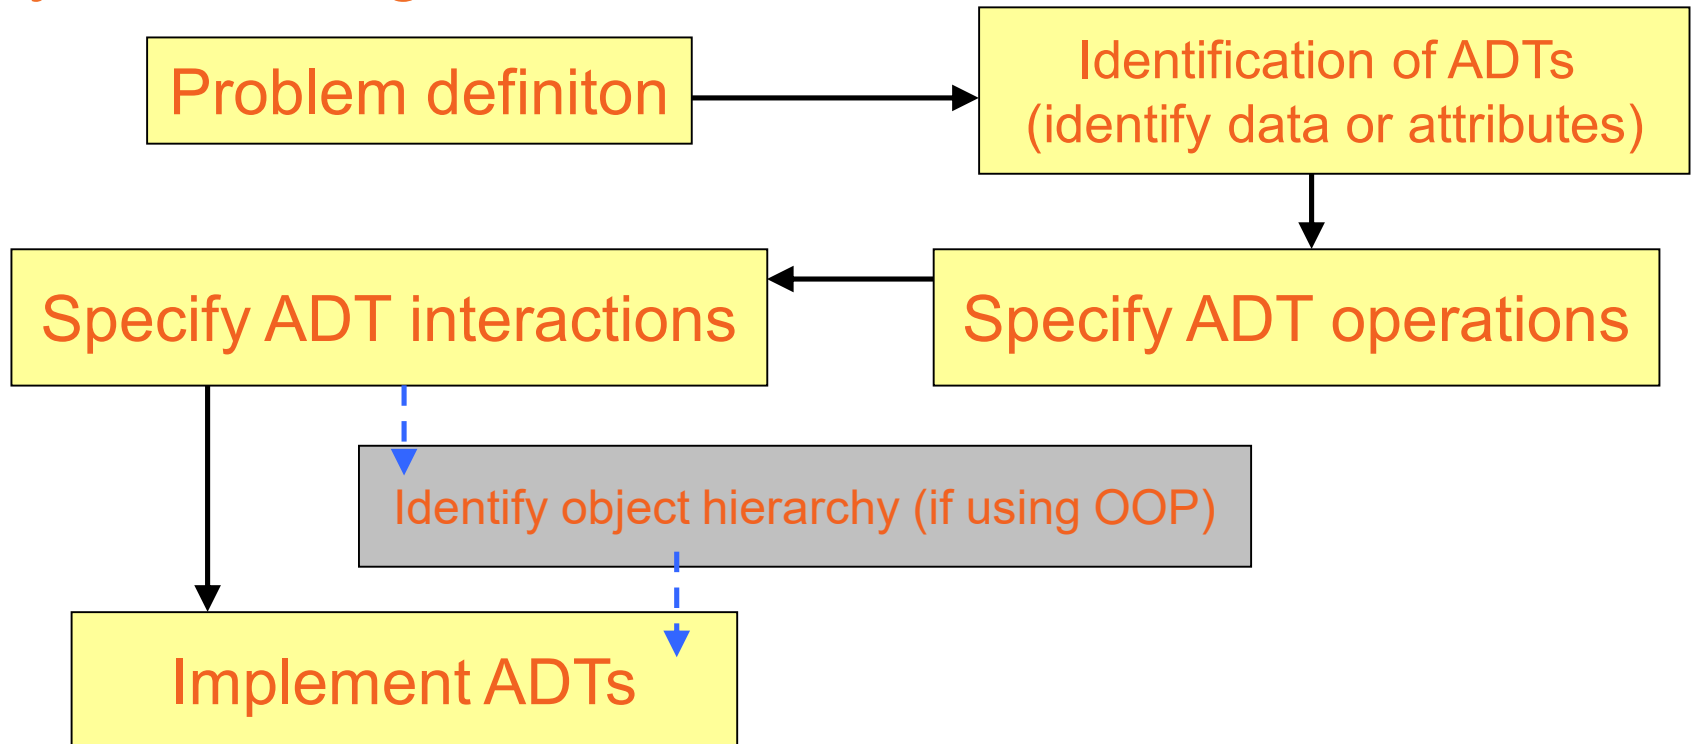 Problem definiton
Identification of ADTs
(identify data or attributes)
Specify ADT operations
Specify ADT interactions
Identify object hierarchy (if using OOP)
Implement ADTs